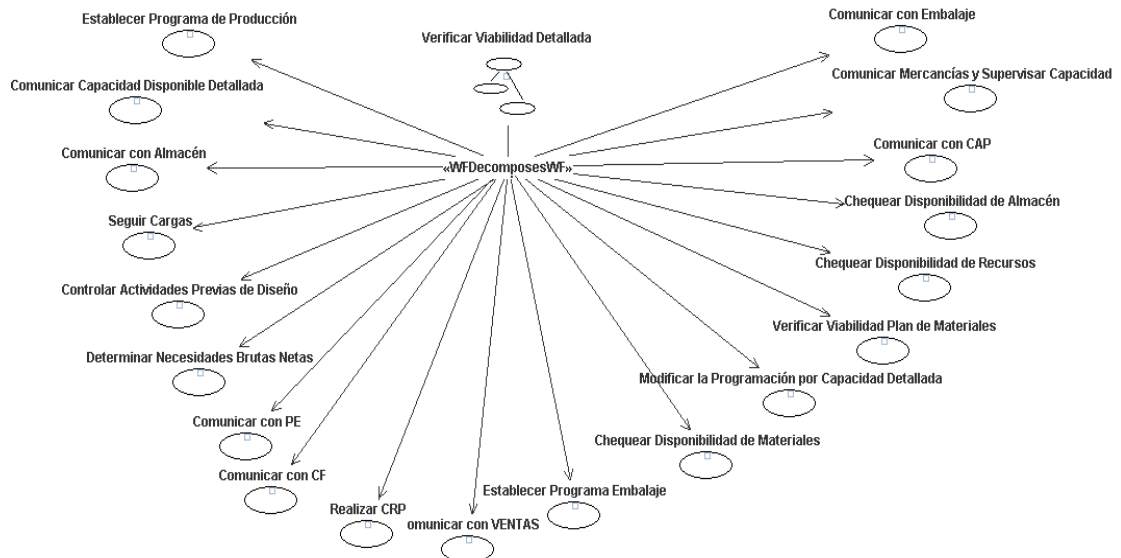 Establecer Programa de Producción
Verificar Viabilidad Detallada
Comunicar con Embalaje
Comunicar Capacidad Disponible Detallada
Comunicar Mercancías y Supervisar Capacidad
Comunicar con Almacén
«WFDecomposesWF»
Comunicar con CAP
Seguir Cargas
Chequear Disponibilidad de Almacén
Controlar Actividades Previas de Diseño
Chequear Disponibilidad de Recursos
Determinar Necesidades Brutas Netas
Verificar Viabilidad Plan de Materiales
Modificar la Programación por Capacidad Detallada
Comunicar con PE
Chequear Disponibilidad de Materiales
Comunicar con CF
Establecer Programa Embalaje
Realizar CRP
omunicar con VENTAS